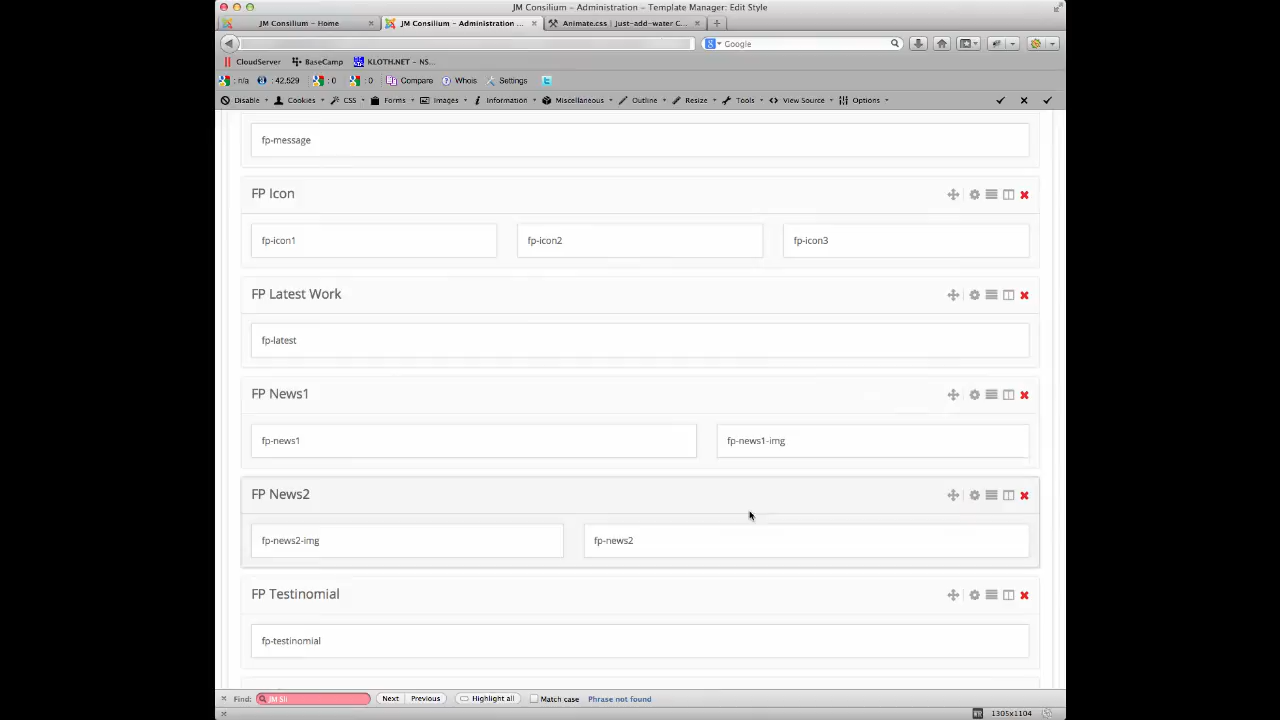 JM Consilium - Administration - Template Manager: Edit Style
JM Consilium - Home
JM Consilium - Administration ...
Animate.css | Just-add-water C...
Google
CloudServer
BaseCamp
KLOTH.NET - NS...
: n/a
: 42.529
: 0
: 0
Compare
Whois
Settings
Disable
Cookies
CSS
Forms
Images
Information
Miscellaneous
Outline
Resize
Tools
View Source
Options
fp-message
FP Icon
fp-icon1
fp-icon2
fp-icon3
FP Latest Work
fp-latest
FP News1
fp-news1
fp-news1-img
FP News2
fp-news2-img
fp-news2
FP Testinomial
fp-testinomial
Find:
Next
Previous
Highlight all
Match case
Phrase not found
1305x1104